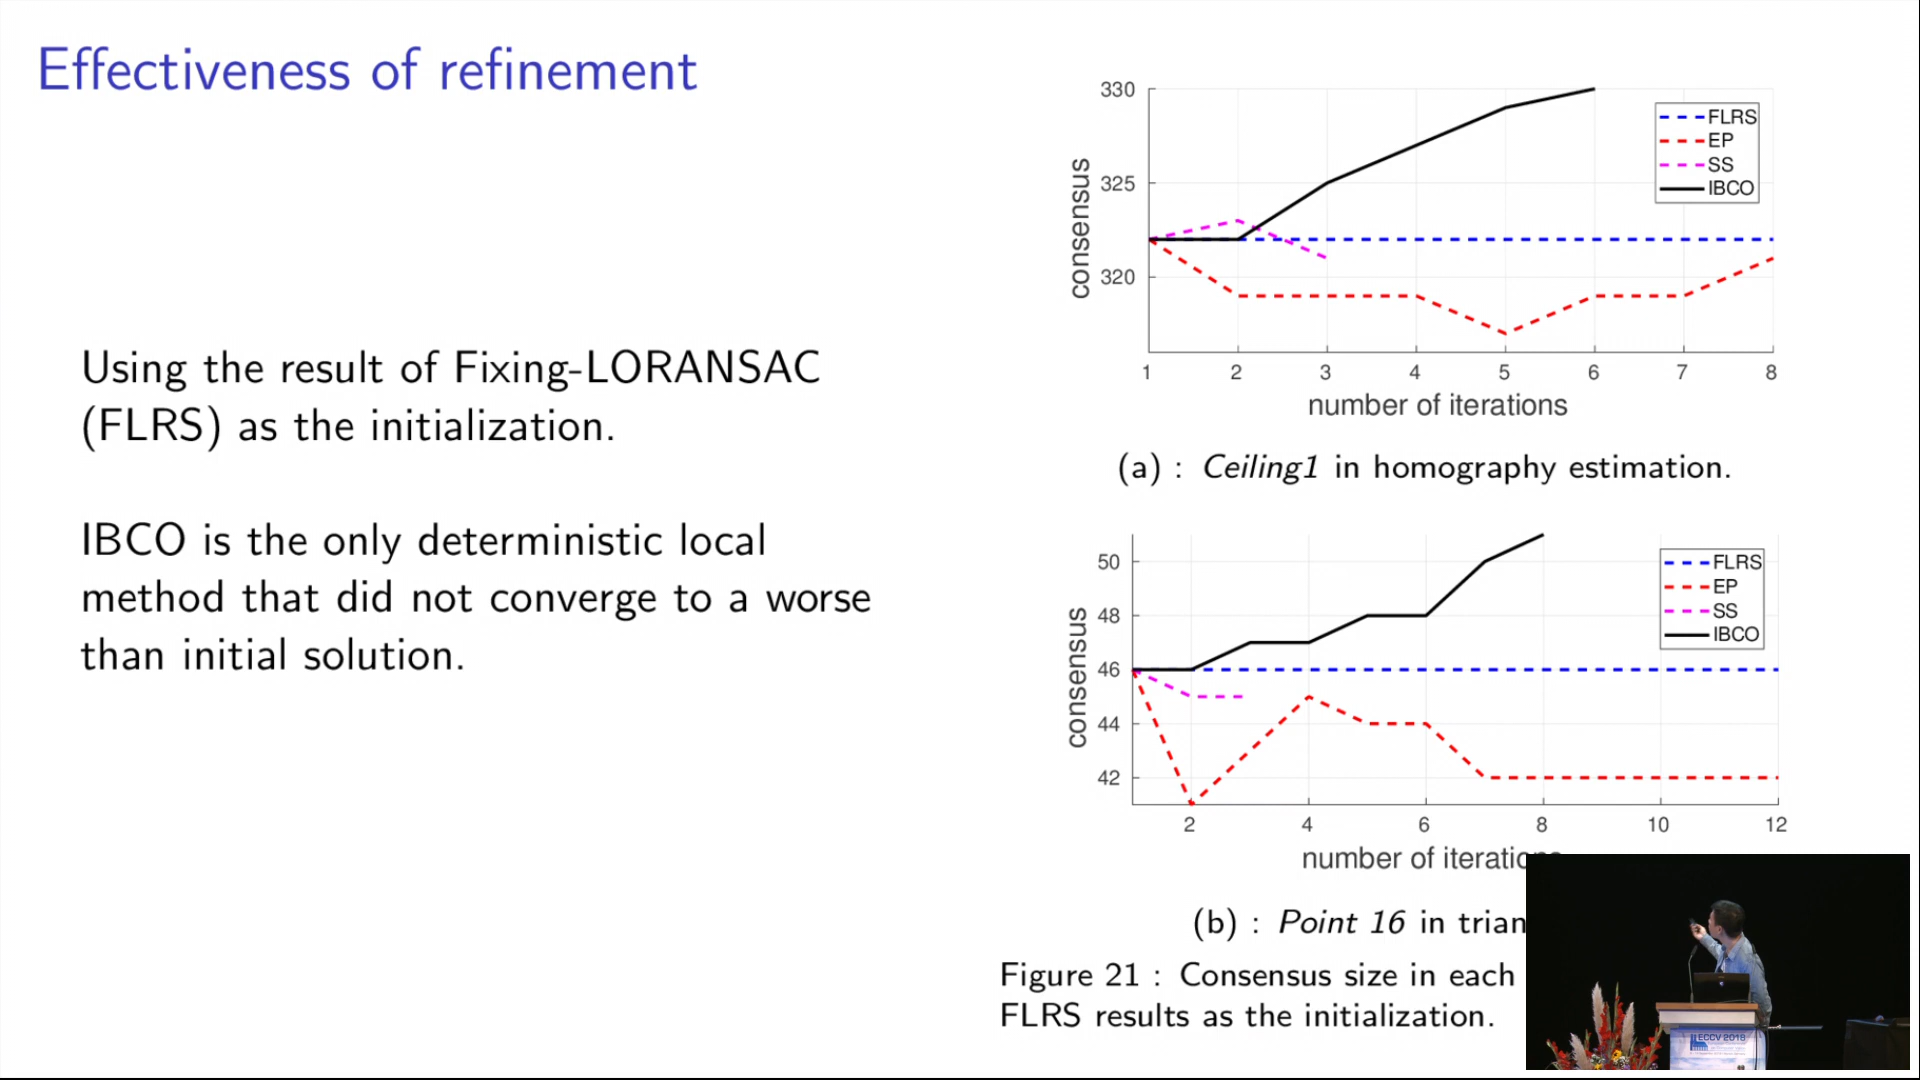 Effectiveness of refinement
Using the result of Fixing-LORANSAC
(FLRS) as the initialization.
IBCO is the only deterministic local
method that did not converge to a worse
than initial solution.
330
325
320
consensus
FLRS
EP
SS
IBCO
1 2 3 4 5 6 7 8
number of iterations
(a) : Ceiling1 in homography estimation.
50
48
46
44
42
consensus
FLRS
EP
SS
IBCO
2 4 6 8 10 12
number of
(b) : Point 16 in
Figure 21 : Consensus size in each
FLRS results as the initialization.
ECCV 2018